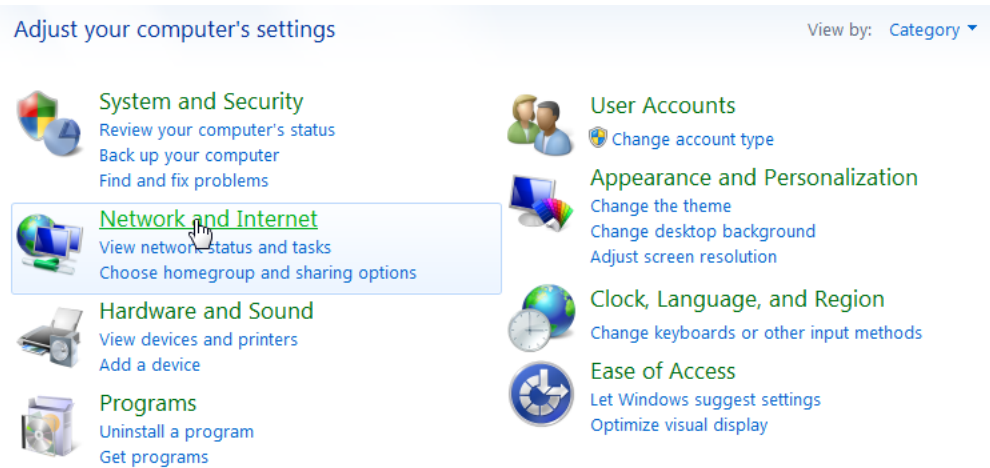 Adjust your computer's settings
View by: Category
System and Security
Review your computer's status
Back up your computer
Find and fix problems
Network and Internet
View network status and tasks
Choose homegroup and sharing options
Hardware and Sound
View devices and printers
Add a device
Programs
Uninstall a program
Get programs
User Accounts
Change account type
Appearance and Personalization
Change the theme
Change desktop background
Adjust screen resolution
Clock, Language, and Region
Change keyboards or other input methods
Ease of Access
Let Windows suggest settings
Optimize visual display